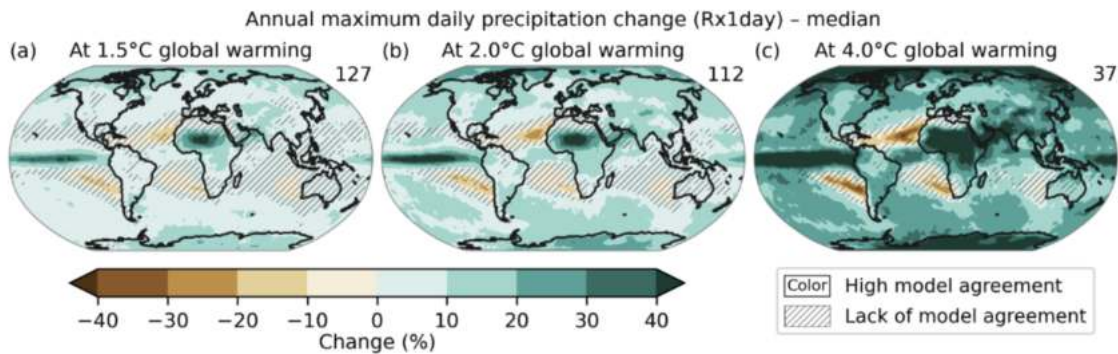 Annual maximum daily precipitation change (Rx1day) – median
(a) At 1.5°C global warming
127
(b) At 2.0°C global warming
112
(c) At 4.0°C global warming
37
−40 −30 −20 −10 0 10 20 30 40
Change (%)
Color High model agreement
Lack of model agreement